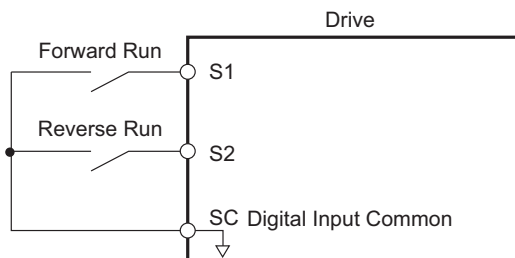 Drive
Forward Run
S1
Reverse Run
S2
SC Digital Input Common